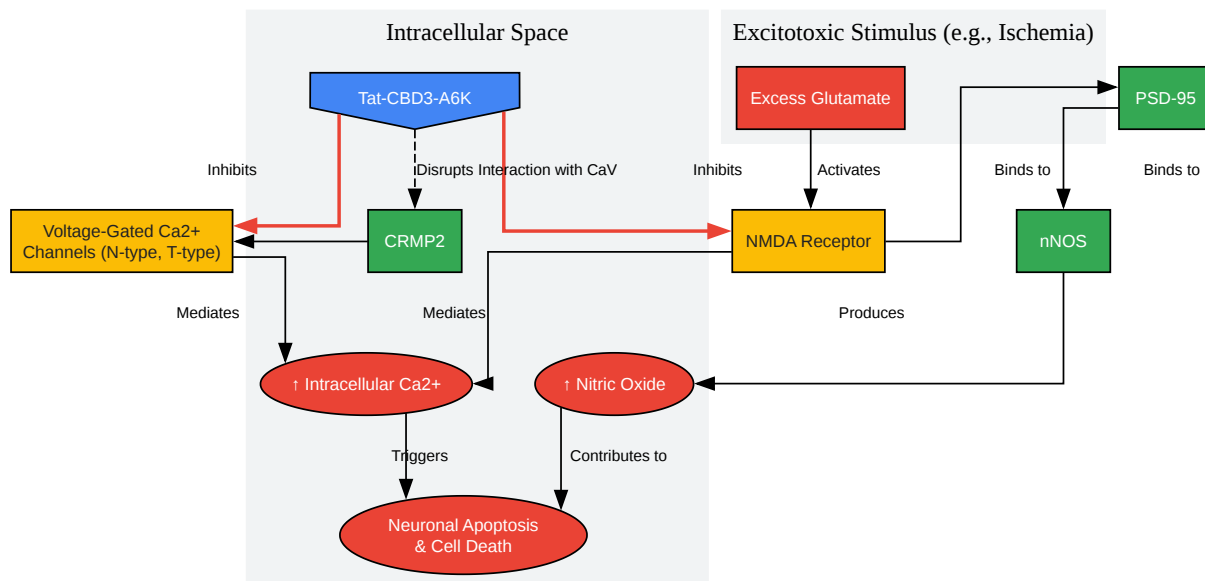 Intracellular Space
Excitotoxic Stimulus (e.g., Ischemia)
Tat-CBD3-A6K
Excess Glutamate
PSD-95
Inhibits
Disrupts Interaction with CaV
Inhibits
Activates
Binds to
Binds to
Voltage-Gated Ca2+
Channels (N-type, T-type)
CRMP2
NMDA Receptor
nNOS
Mediates
Mediates
Produces
↑ Intracellular Ca2+
↑ Nitric Oxide
Triggers
Contributes to
Neuronal Apoptosis
& Cell Death